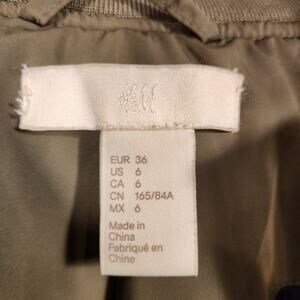 H&M
EUR 36
US 6
CA 6
CN 165/84A
MX 6
Made in
China
Fabriqué en
Chine